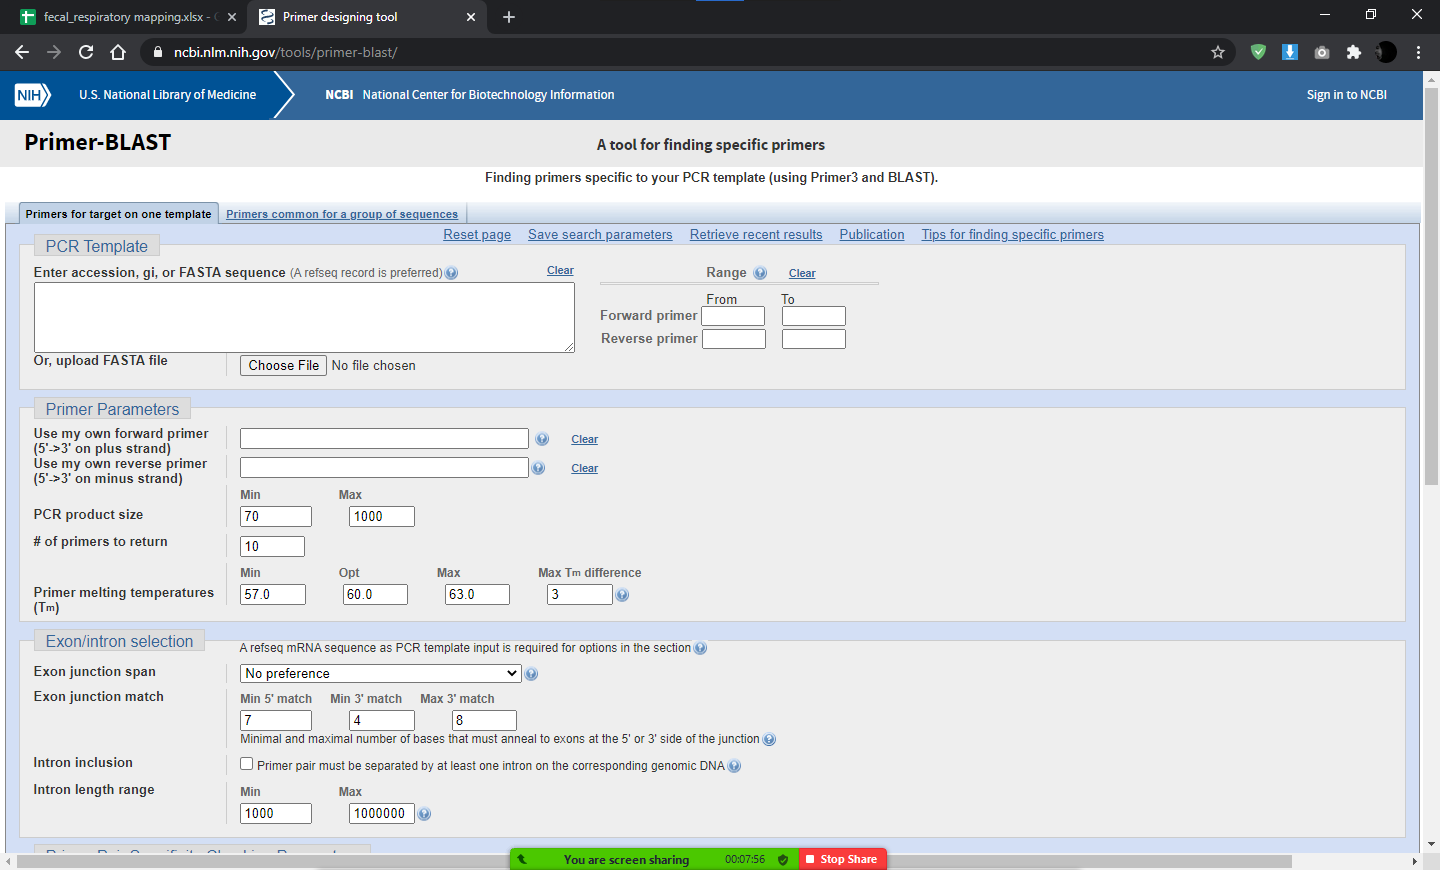 fecal_respiratory mapping.xlsx -
Primer designing tool
ncbi.nlm.nih.gov/tools/primer-blast/
NIH
U.S. National Library of Medicine
NCBI National Center for Biotechnology Information
Sign in to NCBI
Primer-BLAST
A tool for finding specific primers
Finding primers specific to your PCR template (using Primer3 and BLAST).
Primers for target on one template
Primers common for a group of sequences
Reset page Save search parameters Retrieve recent results Publication Tips for finding specific primers
PCR Template
Enter accession, gi, or FASTA sequence (A refseq record is preferred) ?
Clear
Range ? Clear
From To
Forward primer
Reverse primer
Or, upload FASTA file
Choose File No file chosen
Primer Parameters
Use my own forward primer
(5'->3' on plus strand)
? Clear
Use my own reverse primer
(5'->3' on minus strand)
? Clear
Min Max
PCR product size
70 1000
# of primers to return
10
Min Opt Max Max Tm difference
Primer melting temperatures
(Tm)
57.0 60.0 63.0 3 ?
Exon/intron selection
A refseq mRNA sequence as PCR template input is required for options in the section ?
Exon junction span
No preference ?
Exon junction match
Min 5' match Min 3' match Max 3' match
7 4 8
Minimal and maximal number of bases that must anneal to exons at the 5' or 3' side of the junction ?
Intron inclusion
Primer pair must be separated by at least one intron on the corresponding genomic DNA ?
Intron length range
Min Max
1000 1000000 ?
You are screen sharing 00:07:56 Stop Share